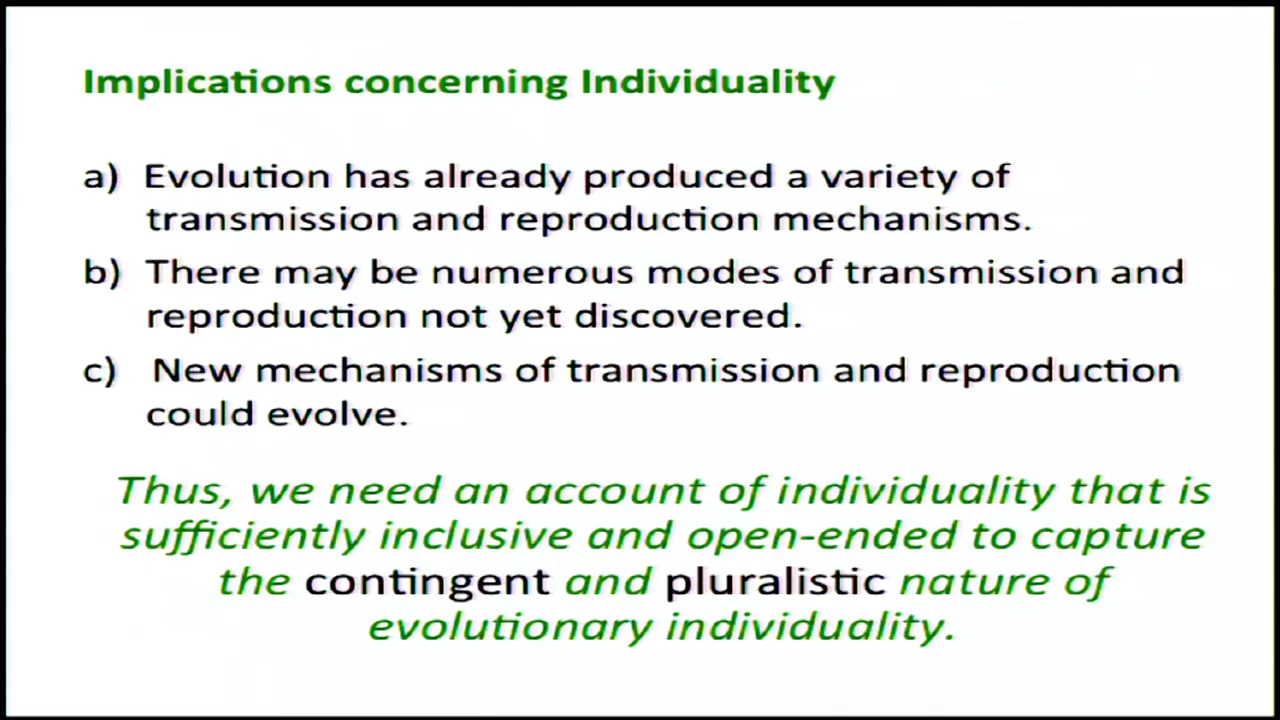 Implications concerning Individuality
a) Evolution has already produced a variety of
transmission and reproduction mechanisms.
b) There may be numerous modes of transmission and
reproduction not yet discovered.
c) New mechanisms of transmission and reproduction
could evolve.
Thus, we need an account of individuality that is
sufficiently inclusive and open-ended to capture
the contingent and pluralistic nature of
evolutionary individuality.